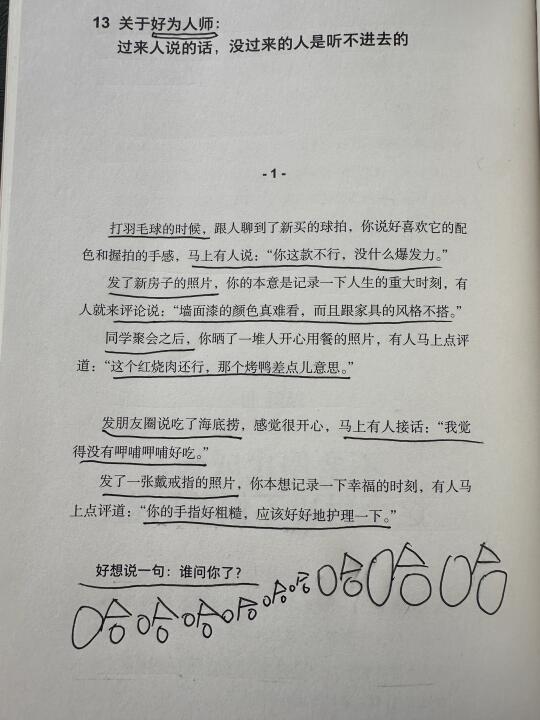 13 关于好为人师：
过来人说的话，没过来的人是听不进去的
- 1 -
打羽毛球的时候，跟人聊到了新买的球拍，你说好喜欢它的配
色和握拍的手感，马上有人说：“你这款不行，没什么爆发力。”
发了新房子的照片，你的本意是记录一下人生的重大时刻，有
人就来评论说：“墙面漆的颜色真难看，而且跟家具的风格不搭。”
同学聚会之后，你晒了一堆人开心用餐的照片，有人马上点评
道：“这个红烧肉还行，那个烤鸭差点儿意思。”
发朋友圈说吃了海底捞，感觉很开心，马上有人接话：“我觉
得没有呷哺呷哺好吃。”
发了一张戴戒指的照片，你本想记录一下幸福的时刻，有人马
上点评道：“你的手指好粗糙，应该好好地护理一下。”
好想说一句：谁问你了？